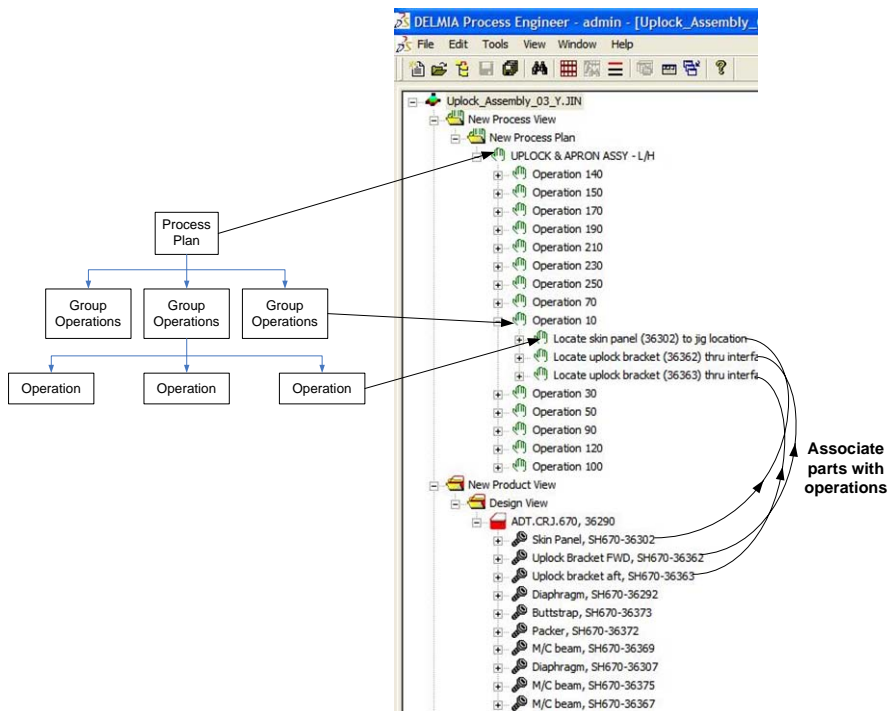 DELMIA Process Engineer - admin - [Uplock_Assembly_
File Edit Tools View Window Help
Uplock_Assembly_03_Y.JIN
New Process View
New Process Plan
UPLOCK & APRON ASSY - L/H
Operation 140
Operation 150
Operation 170
Operation 190
Operation 210
Operation 230
Operation 250
Operation 70
Operation 10
Locate skin panel (36302) to jig location
Locate uplock bracket (36362) thru interfa
Locate uplock bracket (36363) thru interfa
Operation 30
Operation 50
Operation 90
Operation 120
Operation 100
New Product View
Design View
ADT.CRJ.670, 36290
Skin Panel, SH670-36302
Uplock Bracket FWD, SH670-36362
Uplock bracket aft, SH670-36363
Diaphragm, SH670-36292
Buttstrap, SH670-36373
Packer, SH670-36372
M/C beam, SH670-36369
Diaphragm, SH670-36307
M/C beam, SH670-36375
M/C beam, SH670-36367
Process
Plan
Group
Operations
Group
Operations
Group
Operations
Operation
Operation
Operation
Associate
parts with
operations